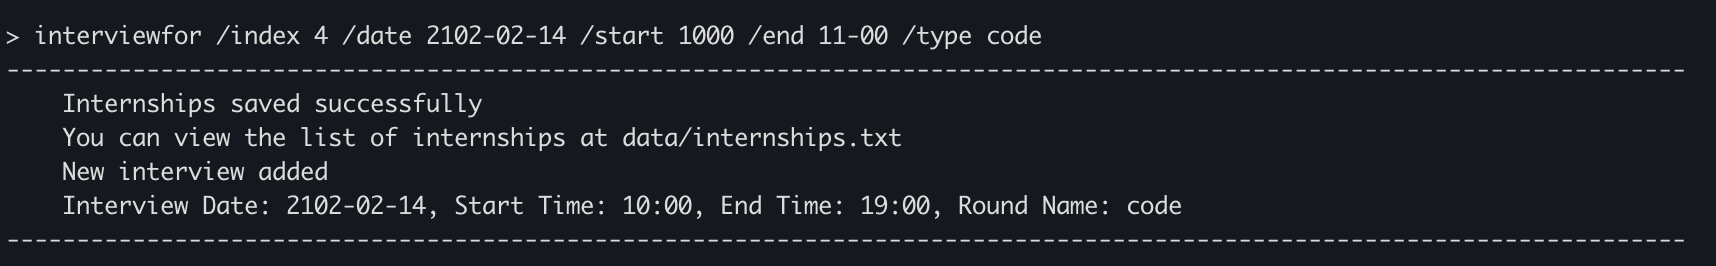 > interviewfor /index 4 /date 2102-02-14 /start 1000 /end 11-00 /type code
------------------------------------------------------------------------------------------------------------------------
Internships saved successfully
You can view the list of internships at data/internships.txt
New interview added
Interview Date: 2102-02-14, Start Time: 10:00, End Time: 19:00, Round Name: code
------------------------------------------------------------------------------------------------------------------------